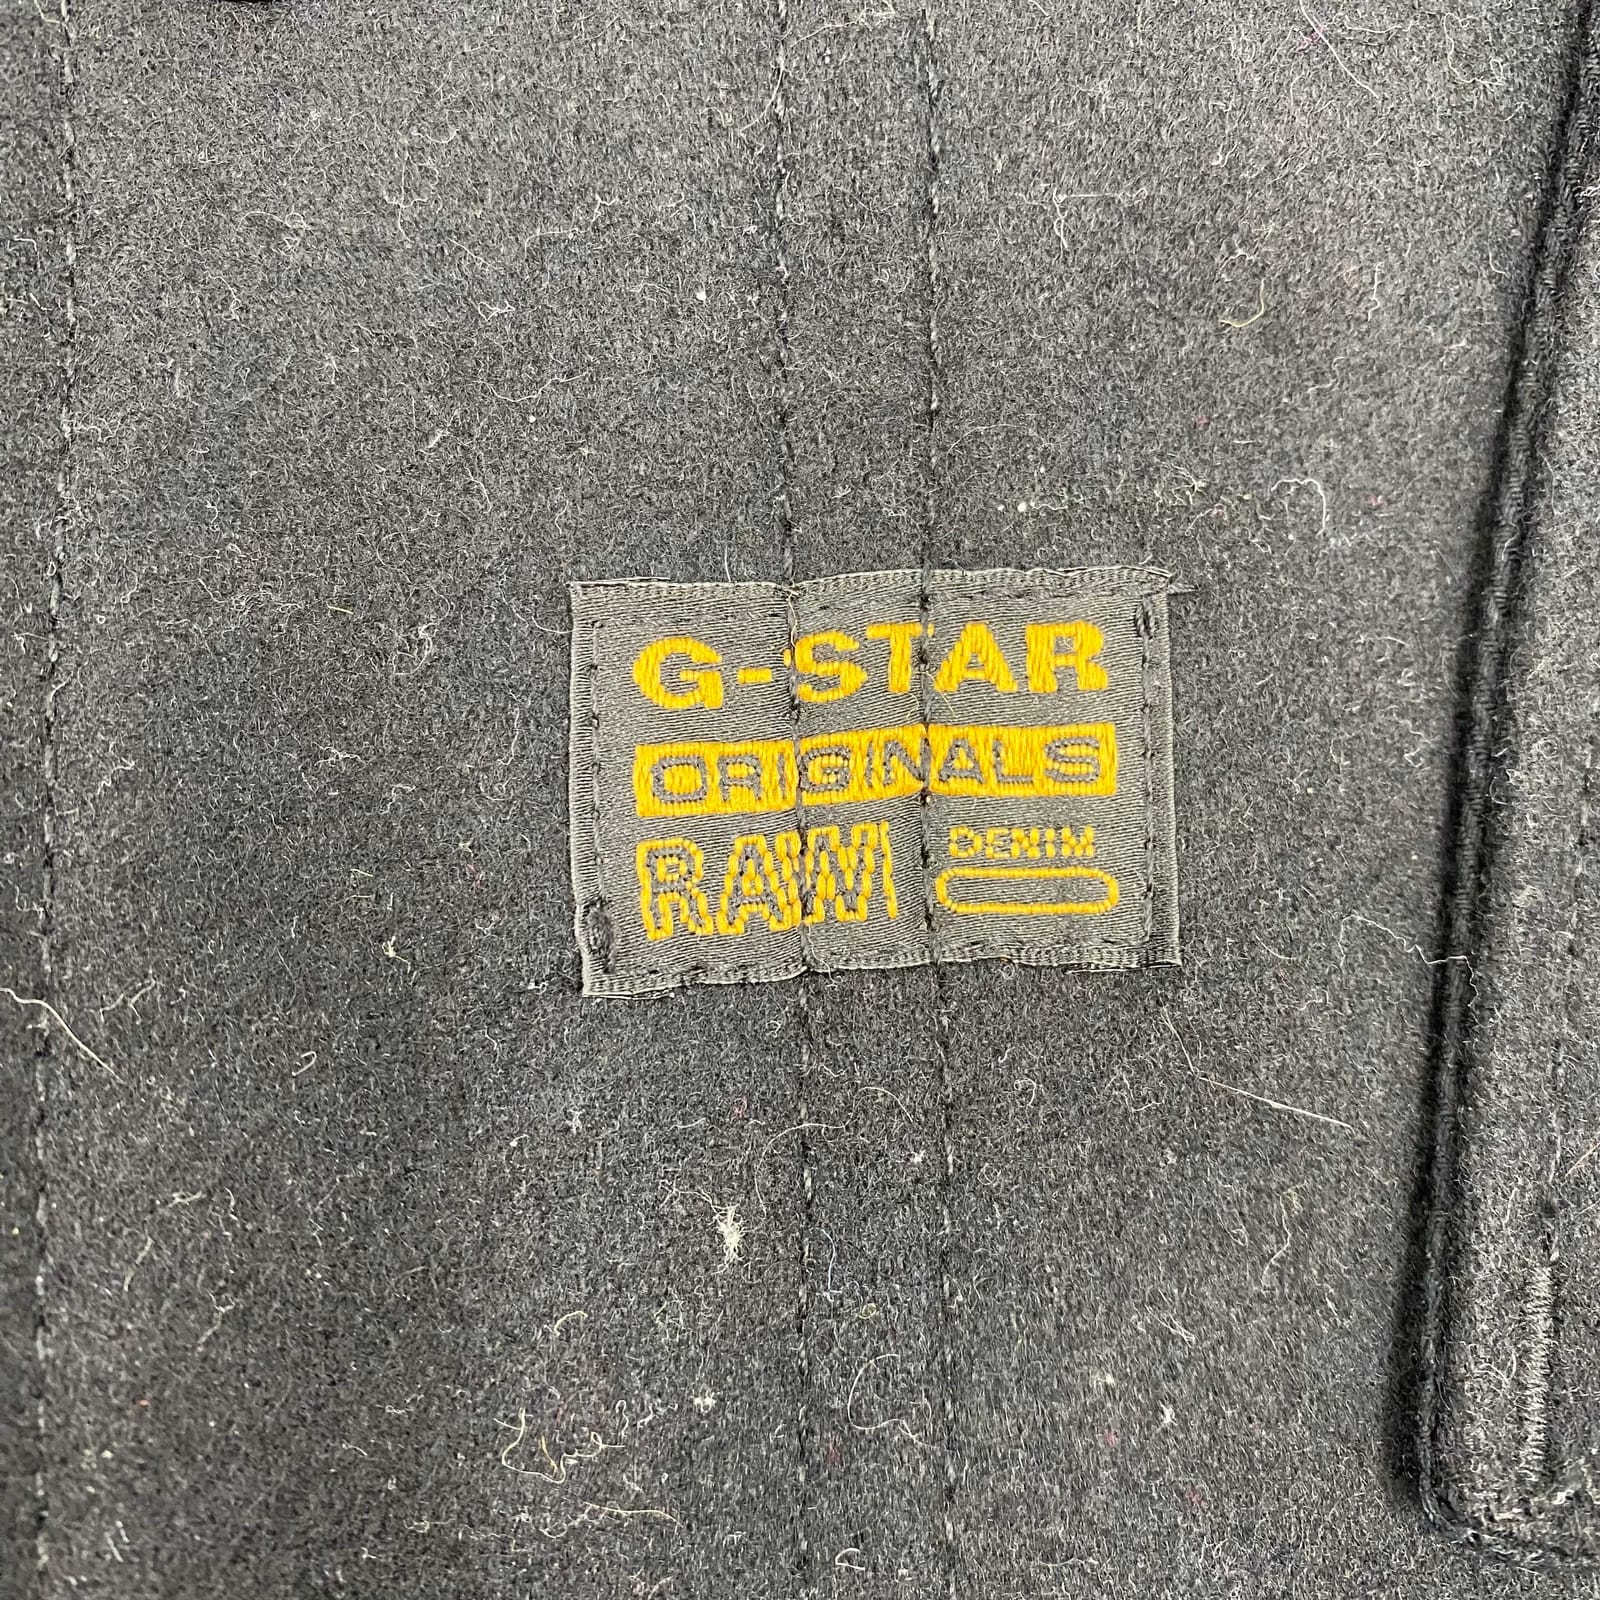 G-STAR
ORIGINALS
RAW DENIM